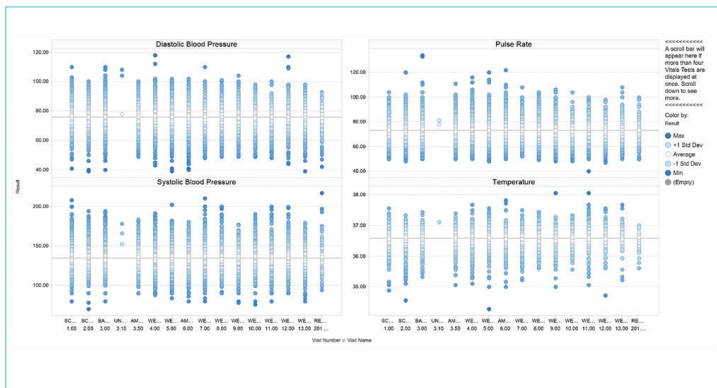 Diastolic Blood Pressure
120.00
100.00
80.00
60.00
40.00
Pulse Rate
120.00
100.00
80.00
60.00
40.00
Result
Systolic Blood Pressure
200.00
150.00
100.00
Temperature
38.00
37.00
36.00
35.00
SC... SC... BA... UN... AM... WE... WE... WE... WE... WE... WE... WE... WE... WE... WE... RE...
1.00 2.00 3.00 3.10 3.50 4.00 5.00 6.00 7.00 8.00 9.00 10.00 11.00 12.00 13.00 201....
SC... SC... BA... UN... AM... WE... WE... WE... WE... WE... WE... WE... WE... WE... WE... RE...
1.00 2.00 3.00 3.10 3.50 4.00 5.00 6.00 7.00 8.00 9.00 10.00 11.00 12.00 13.00 201....
Visit Number » Visit Name
<<<<<<<<<<<
A scroll bar will
appear here if
more than four
Vitals Tests are
displayed at
once. Scroll
down to see
more.
<<<<<<<<<<<
Color by:
Result
Max
+1 Std Dev
Average
-1 Std Dev
Min
(Empty)